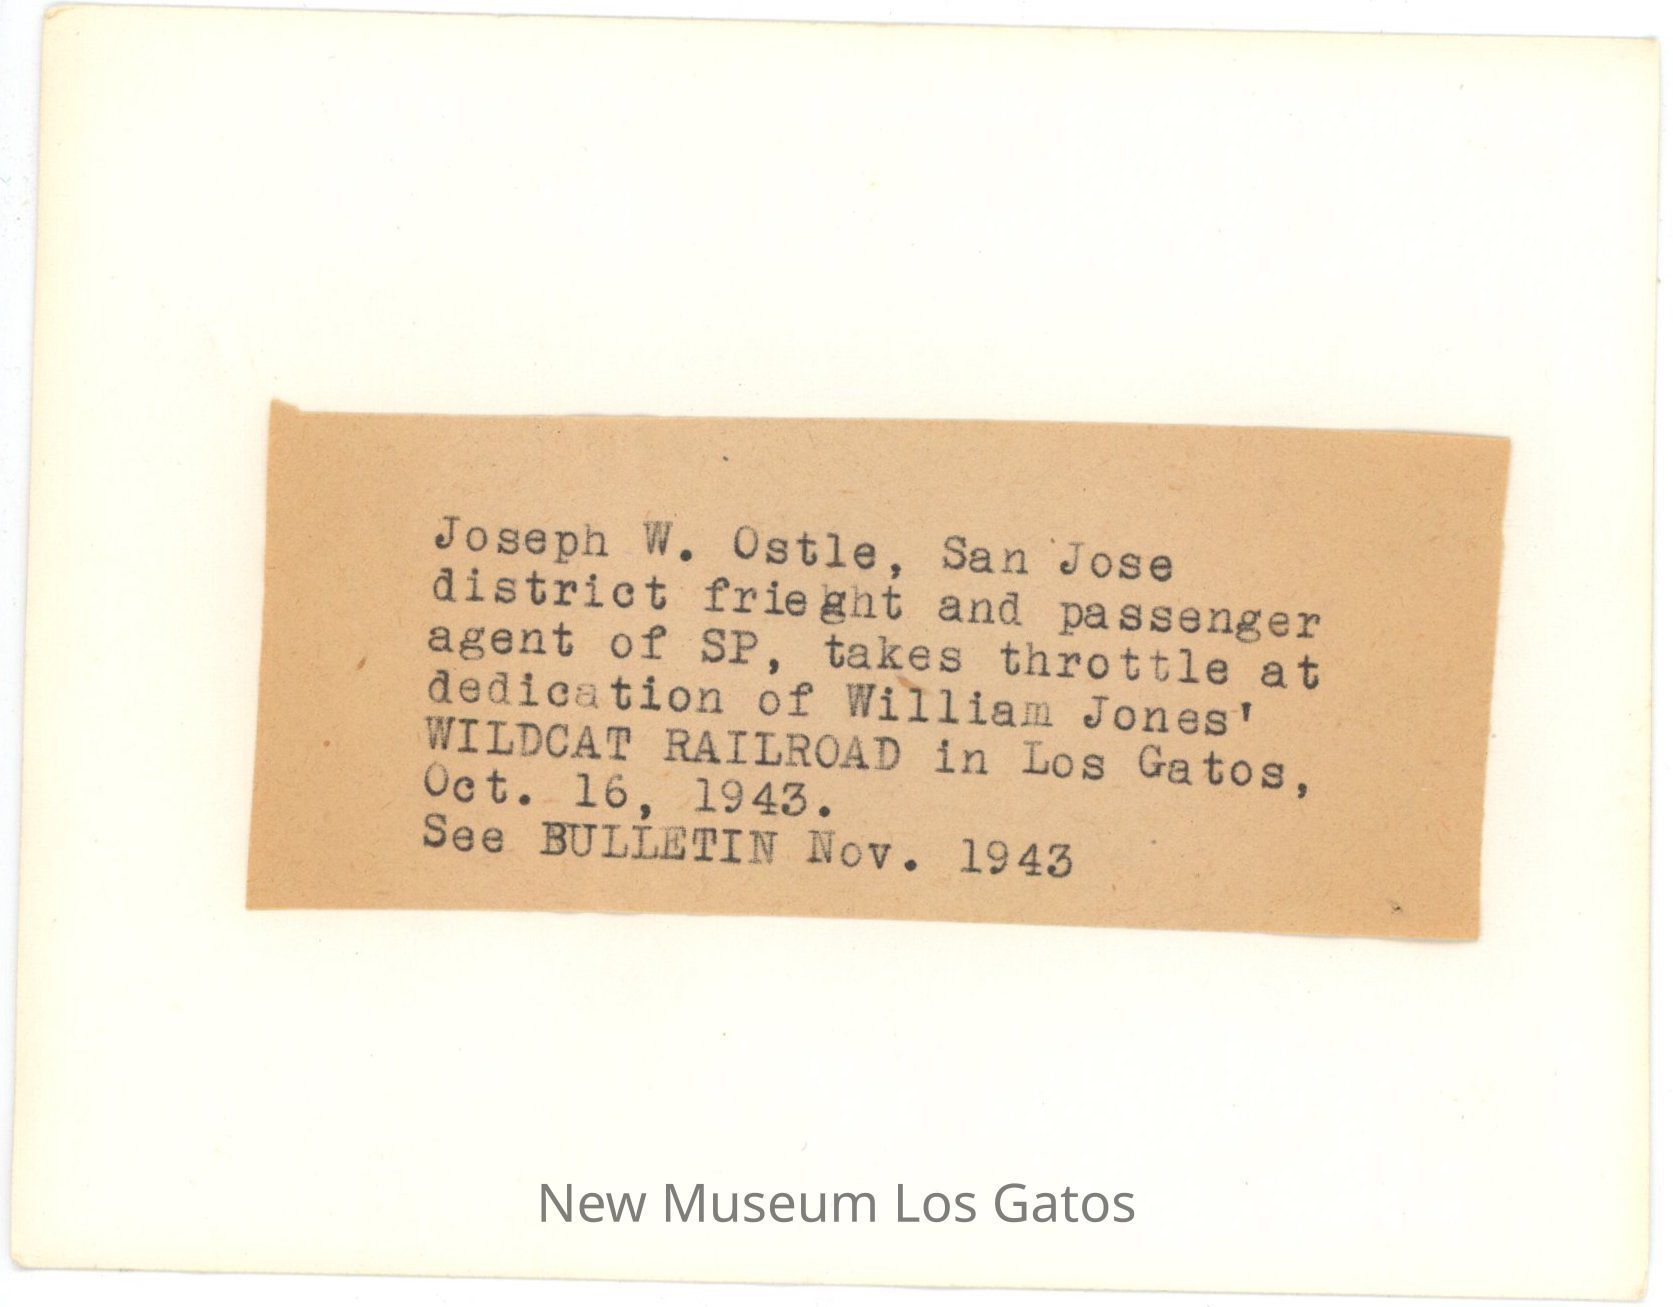 Joseph W. Ostle, San Jose
district frieght and passenger
agent of SP, takes throttle at
dedication of William Jones'
WILDCAT RAILROAD in Los Gatos,
Oct. 16, 1943.
See BULLETIN Nov. 1943
New Museum Los Gatos